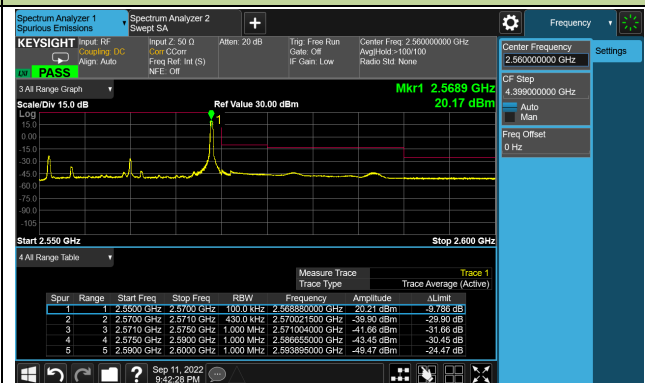 Spectrum Analyzer 1
Spurious Emissions
Spectrum Analyzer 2
Swept SA
Frequency
KEYSIGHT
Input: RF
Coupling: DC
Align: Auto
Input Z: 50 Ω
Corr CCorr
Freq Ref: Int (S)
NFE: Off
Atten: 20 dB
Trig: Free Run
Gate: Off
IF Gain: Low
Center Freq: 2.560000000 GHz
Avg|Hold:>100/100
Radio Std: None
LXI
PASS
Center Frequency
2.560000000 GHz
Settings
CF Step
4.399000000 GHz
Auto
Man
Freq Offset
0 Hz
3 All Range Graph
Mkr1 2.5689 GHz
Scale/Div 15.0 dB
Ref Value 30.00 dBm
20.17 dBm
Log
1
15.0
0.00
-15.0
-30.0
-45.0
-60.0
-75.0
-90.0
-105
Start 2.550 GHz
Stop 2.600 GHz
4 All Range Table
Measure Trace Trace 1
Trace Type Trace Average (Active)
Spur Range Start Freq Stop Freq RBW Frequency Amplitude ΔLimit
1 1 2.5500 GHz 2.5700 GHz 100.0 kHz 2.568880000 GHz 20.21 dBm -9.786 dB
2 2 2.5700 GHz 2.5710 GHz 430.0 kHz 2.570021500 GHz -39.90 dBm -29.90 dB
3 3 2.5710 GHz 2.5750 GHz 1.000 MHz 2.571004000 GHz -41.66 dBm -31.66 dB
4 4 2.5750 GHz 2.5900 GHz 1.000 MHz 2.586655000 GHz -43.45 dBm -30.45 dB
5 5 2.5900 GHz 2.6000 GHz 1.000 MHz 2.593895000 GHz -49.47 dBm -24.47 dB
Sep 11, 2022
9:42:28 PM